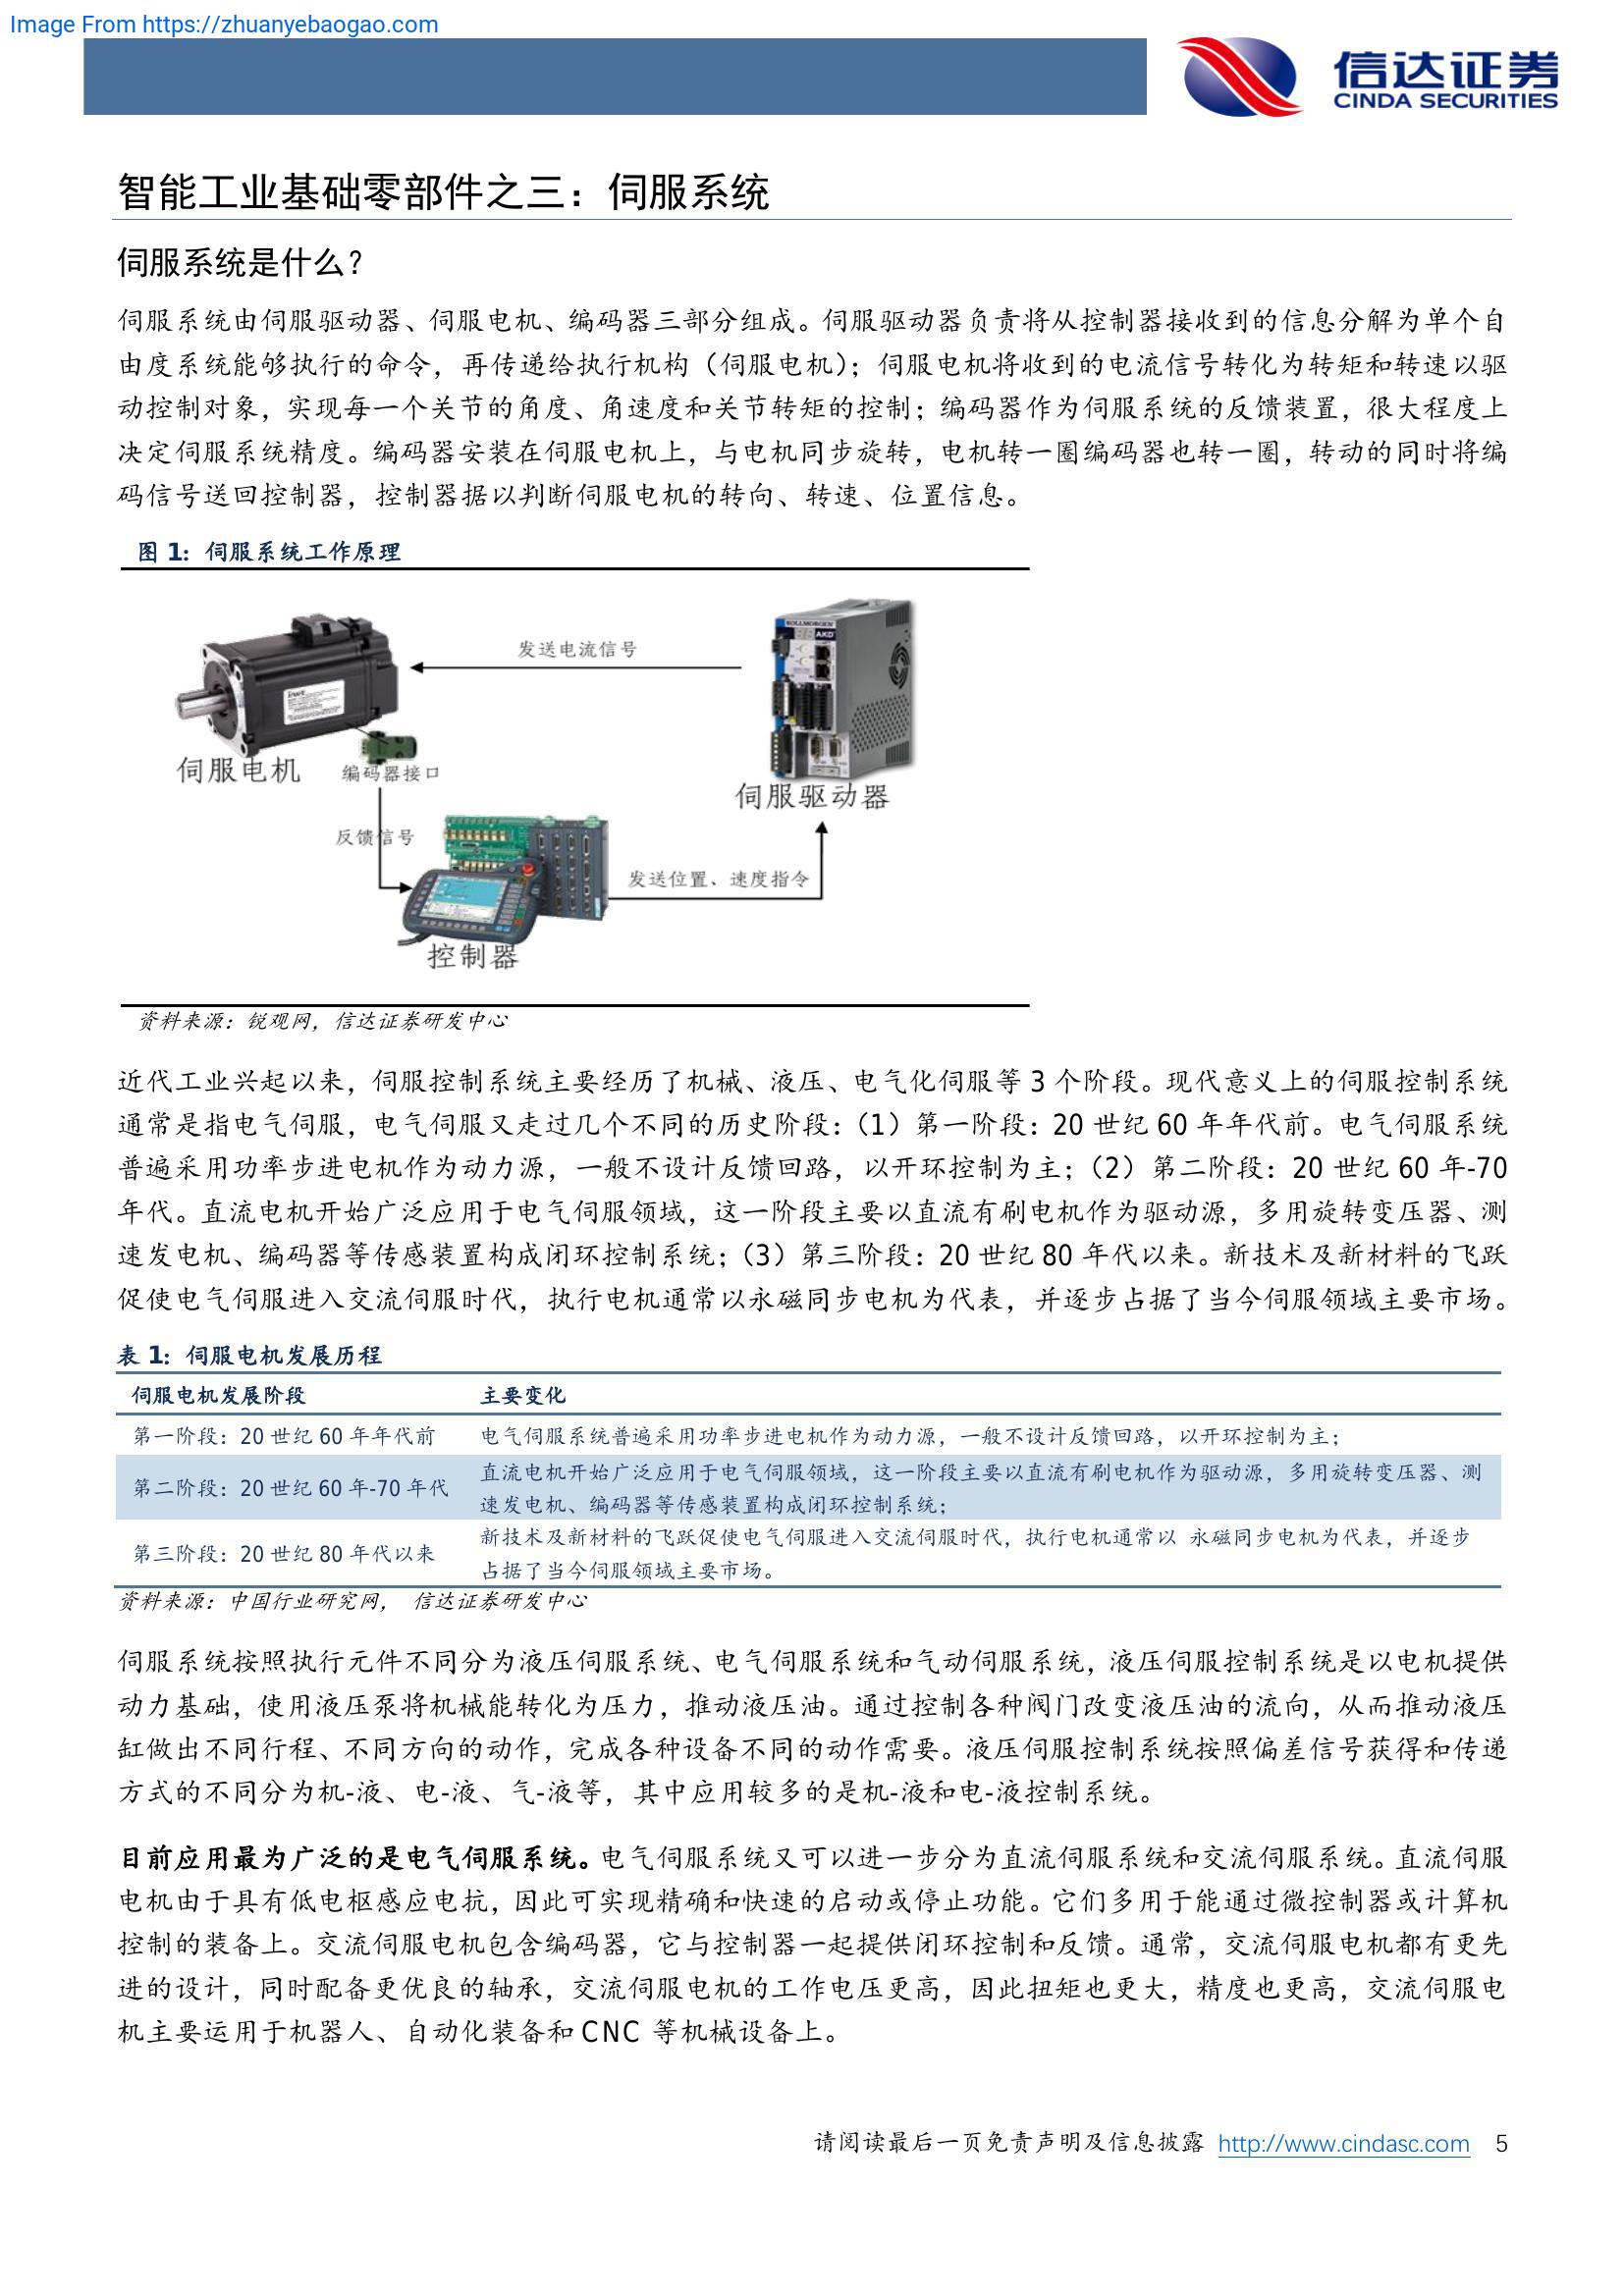 Image From https://zhuanyebaogao.com
信达证券
CINDA SECURITIES
智能工业基础零部件之三：伺服系统
伺服系统是什么？
伺服系统由伺服驱动器、伺服电机、编码器三部分组成。伺服驱动器负责将从控制器接收到的信息分解为单个自
由度系统能够执行的命令，再传递给执行机构（伺服电机）；伺服电机将收到的电流信号转化为转矩和转速以驱
动控制对象，实现每一个关节的角度、角速度和关节转矩的控制；编码器作为伺服系统的反馈装置，很大程度上
决定伺服系统精度。编码器安装在伺服电机上，与电机同步旋转，电机转一圈编码器也转一圈，转动的同时将编
码信号送回控制器，控制器据以判断伺服电机的转向、转速、位置信息。
图 1：伺服系统工作原理
发送电流信号
KOLLMORGEN
AKD
伺服电机
编码器接口
伺服驱动器
反馈信号
发送位置、速度指令
控制器
资料来源：锐观网，信达证券研发中心
近代工业兴起以来，伺服控制系统主要经历了机械、液压、电气化伺服等 3 个阶段。现代意义上的伺服控制系统
通常是指电气伺服，电气伺服又走过几个不同的历史阶段：（1）第一阶段：20 世纪 60 年年代前。电气伺服系统
普遍采用功率步进电机作为动力源，一般不设计反馈回路，以开环控制为主；（2）第二阶段：20 世纪 60 年-70
年代。直流电机开始广泛应用于电气伺服领域，这一阶段主要以直流有刷电机作为驱动源，多用旋转变压器、测
速发电机、编码器等传感装置构成闭环控制系统；（3）第三阶段：20 世纪 80 年代以来。新技术及新材料的飞跃
促使电气伺服进入交流伺服时代，执行电机通常以永磁同步电机为代表，并逐步占据了当今伺服领域主要市场。
表 1：伺服电机发展历程
伺服电机发展阶段 主要变化
第一阶段：20 世纪 60 年年代前 电气伺服系统普遍采用功率步进电机作为动力源，一般不设计反馈回路，以开环控制为主；
第二阶段：20 世纪 60 年-70 年代 直流电机开始广泛应用于电气伺服领域，这一阶段主要以直流有刷电机作为驱动源，多用旋转变压器、测
速发电机、编码器等传感装置构成闭环控制系统；
第三阶段：20 世纪 80 年代以来 新技术及新材料的飞跃促使电气伺服进入交流伺服时代，执行电机通常以 永磁同步电机为代表，并逐步
占据了当今伺服领域主要市场。
资料来源：中国行业研究网， 信达证券研发中心
伺服系统按照执行元件不同分为液压伺服系统、电气伺服系统和气动伺服系统，液压伺服控制系统是以电机提供
动力基础，使用液压泵将机械能转化为压力，推动液压油。通过控制各种阀门改变液压油的流向，从而推动液压
缸做出不同行程、不同方向的动作，完成各种设备不同的动作需要。液压伺服控制系统按照偏差信号获得和传递
方式的不同分为机-液、电-液、气-液等，其中应用较多的是机-液和电-液控制系统。
目前应用最为广泛的是电气伺服系统。电气伺服系统又可以进一步分为直流伺服系统和交流伺服系统。直流伺服
电机由于具有低电枢感应电抗，因此可实现精确和快速的启动或停止功能。它们多用于能通过微控制器或计算机
控制的装备上。交流伺服电机包含编码器，它与控制器一起提供闭环控制和反馈。通常，交流伺服电机都有更先
进的设计，同时配备更优良的轴承，交流伺服电机的工作电压更高，因此扭矩也更大，精度也更高，交流伺服电
机主要运用于机器人、自动化装备和 CNC 等机械设备上。
请阅读最后一页免责声明及信息披露 http://www.cindasc.com 5